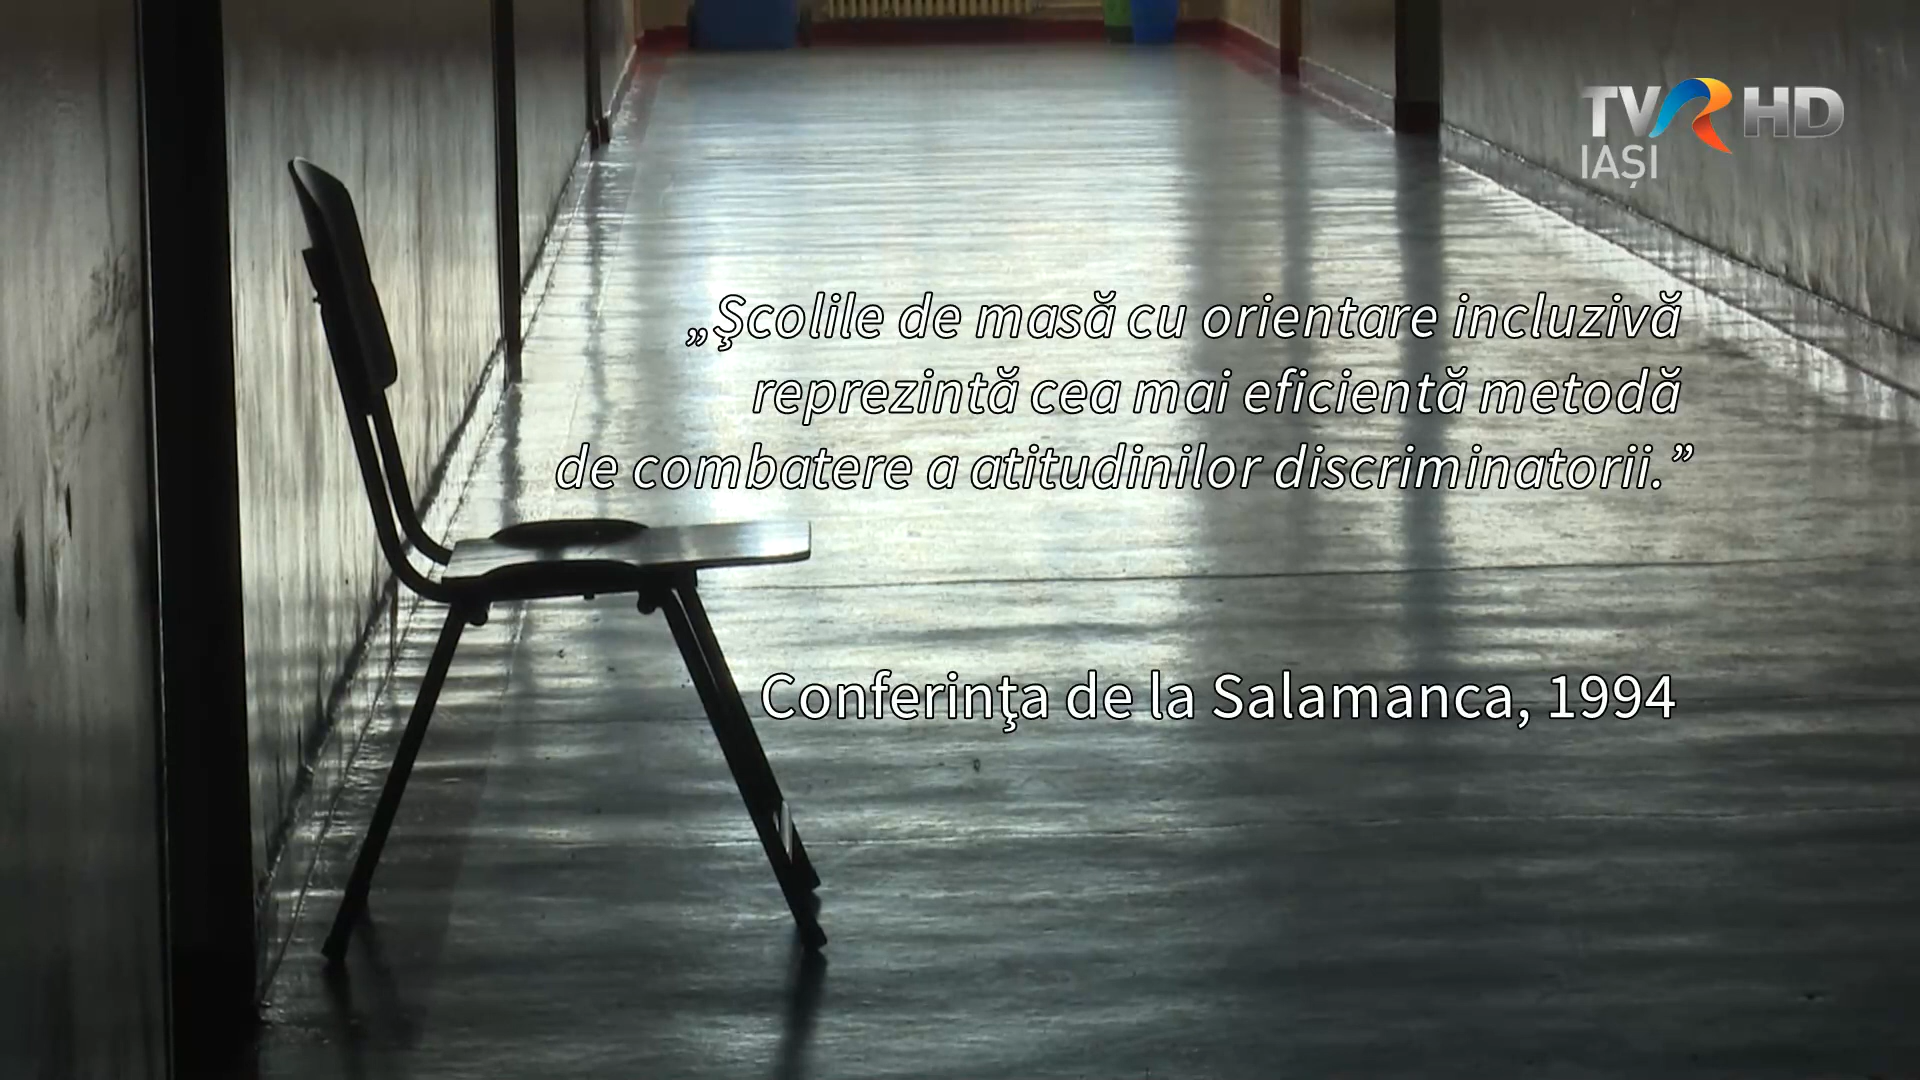 TVR HD
IAȘI
„Şcolile de masă cu orientare incluzivă
reprezintă cea mai eficientă metodă
de combatere a atitudinilor discriminatorii.”
Conferinţa de la Salamanca, 1994